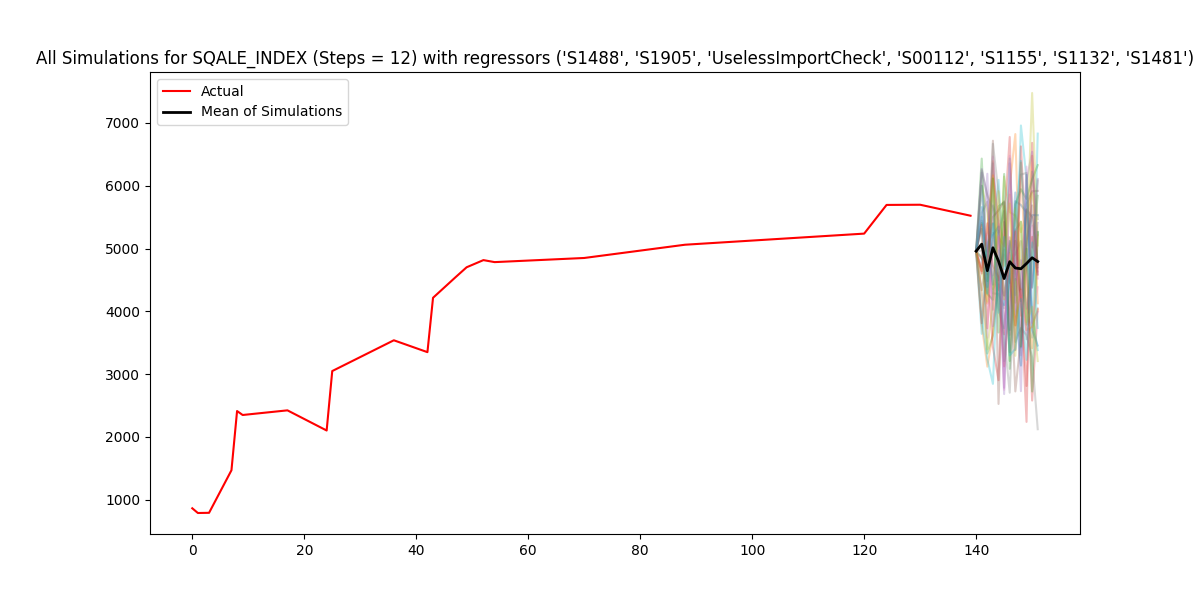 All Simulations for SQALE_INDEX (Steps = 12) with regressors ('S1488', 'S1905', 'UselessImportCheck', 'S00112', 'S1155', 'S1132', 'S1481')
Actual
Mean of Simulations
7000
6000
5000
4000
3000
2000
1000
0 20 40 60 80 100 120 140